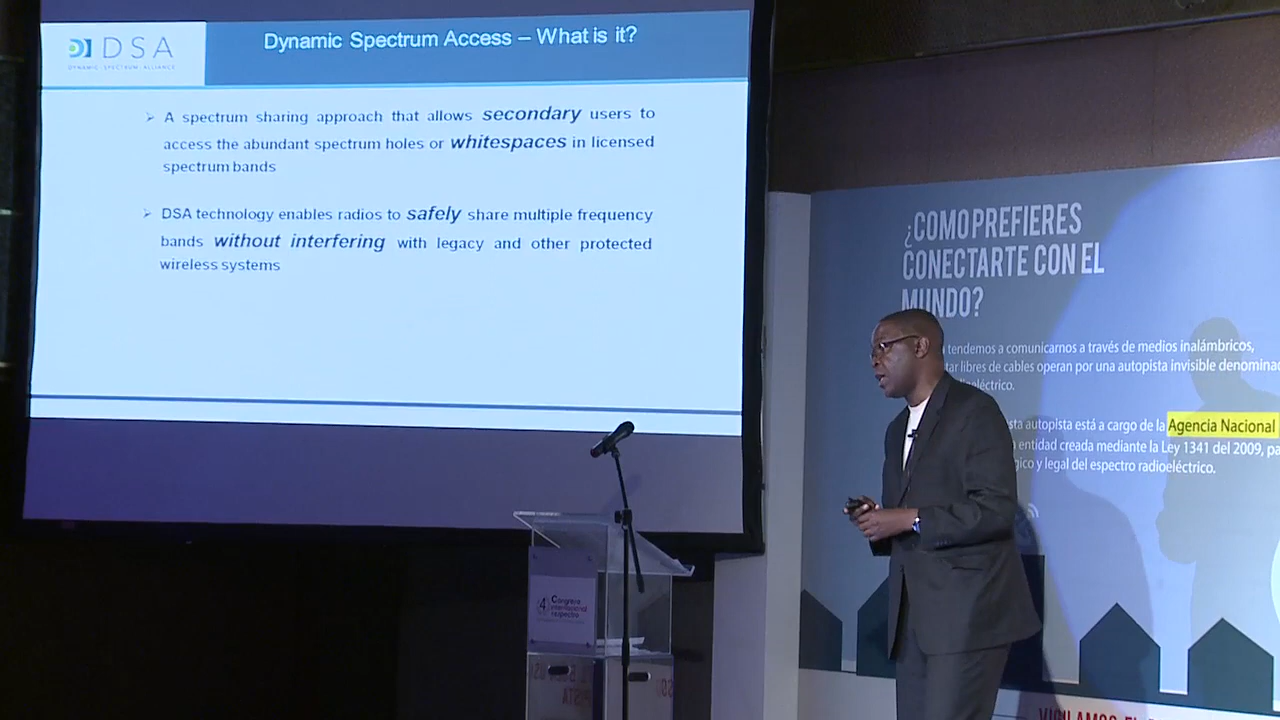 DSA
DYNAMIC SPECTRUM ALLIANCE
Dynamic Spectrum Access – What is it?
A spectrum sharing approach that allows secondary users to
access the abundant spectrum holes or whitespaces in licensed
spectrum bands
DSA technology enables radios to safely share multiple frequency
bands without interfering with legacy and other protected
wireless systems
¿COMO PREFIERES
CONECTARTE CON EL
MUNDO?
tendemos a comunicarnos a través de medios inalámbricos,
libres de cables operan por una autopista invisible
autopista está a cargo de la Agencia Nacional
entidad creada mediante la Ley 1341 del 2009,
y legal del espectro radioeléctrico.
4
Congreso
internacional
espectro